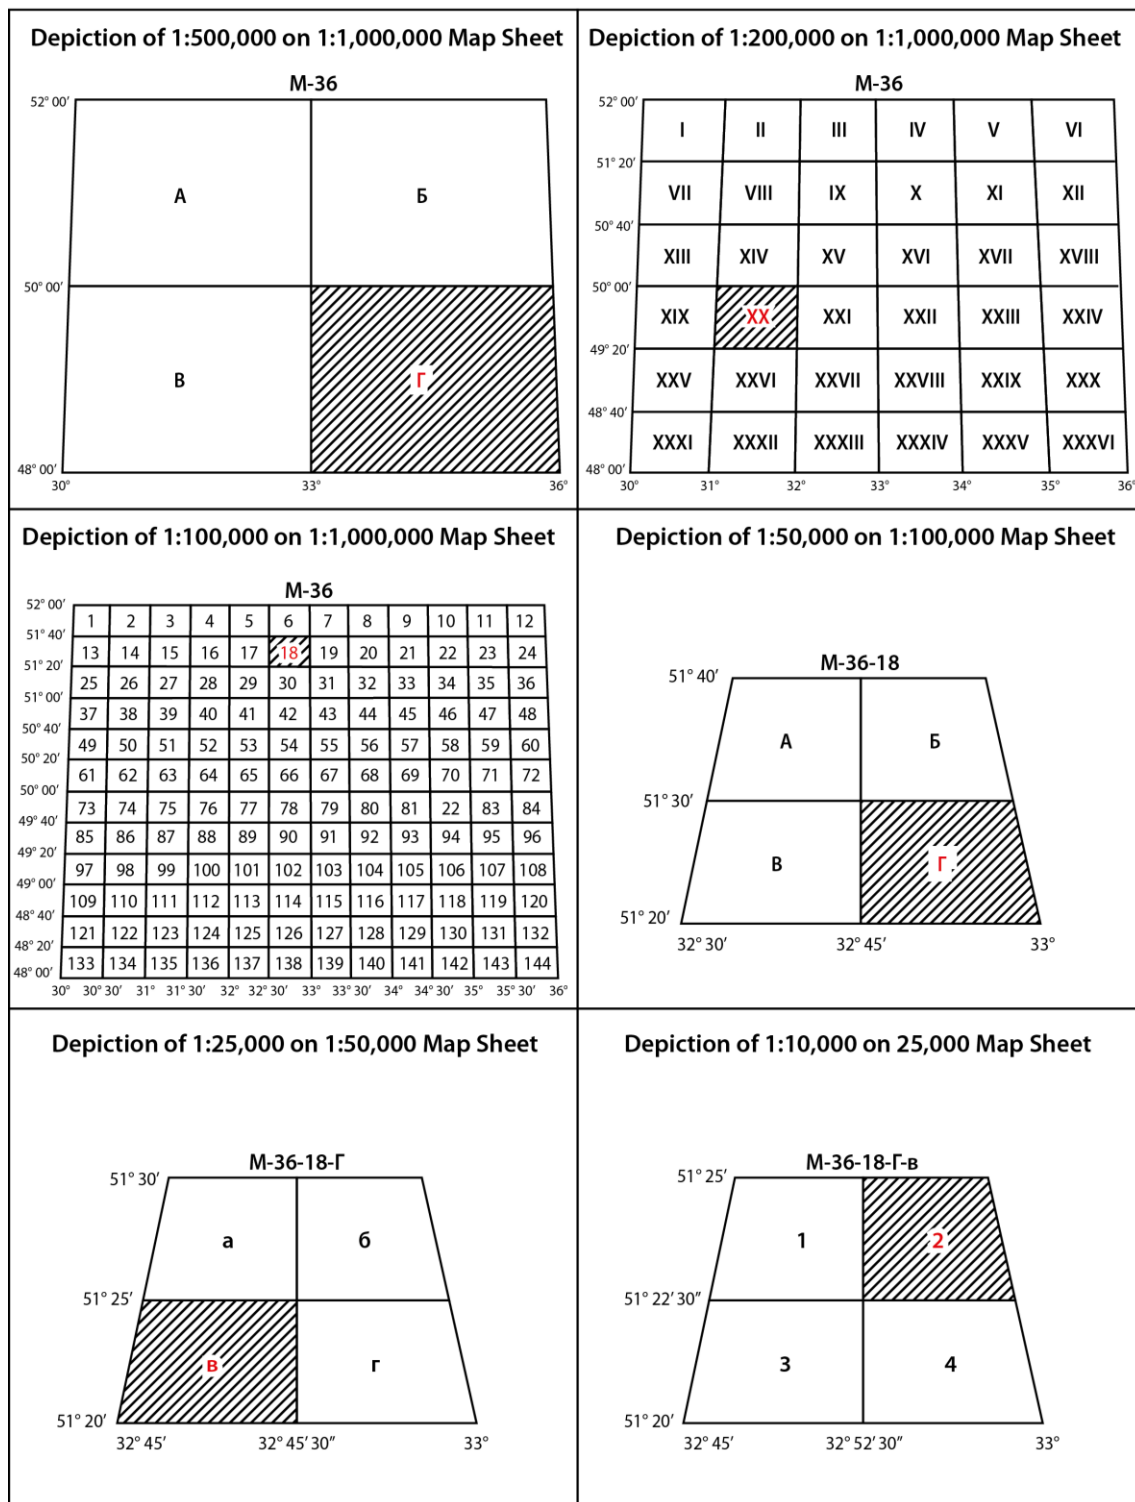 Depiction of 1:500,000 on 1:1,000,000 Map Sheet
M-36
52° 00′
А
Б
50° 00′
В
Г
48° 00′
30°
33°
36°
Depiction of 1:200,000 on 1:1,000,000 Map Sheet
M-36
52° 00′
I II III IV V VI
51° 20′
VII VIII IX X XI XII
50° 40′
XIII XIV XV XVI XVII XVIII
50° 00′
XIX XX XXI XXII XXIII XXIV
49° 20′
XXV XXVI XXVII XXVIII XXIX XXX
48° 40′
XXXI XXXII XXXIII XXXIV XXXV XXXVI
48° 00′
30° 31° 32° 33° 34° 35° 36°
Depiction of 1:100,000 on 1:1,000,000 Map Sheet
M-36
52° 00′
1 2 3 4 5 6 7 8 9 10 11 12
51° 40′
13 14 15 16 17 18 19 20 21 22 23 24
51° 20′
25 26 27 28 29 30 31 32 33 34 35 36
51° 00′
37 38 39 40 41 42 43 44 45 46 47 48
50° 40′
49 50 51 52 53 54 55 56 57 58 59 60
50° 20′
61 62 63 64 65 66 67 68 69 70 71 72
50° 00′
73 74 75 76 77 78 79 80 81 22 83 84
49° 40′
85 86 87 88 89 90 91 92 93 94 95 96
49° 20′
97 98 99 100 101 102 103 104 105 106 107 108
49° 00′
109 110 111 112 113 114 115 116 117 118 119 120
48° 40′
121 122 123 124 125 126 127 128 129 130 131 132
48° 20′
133 134 135 136 137 138 139 140 141 142 143 144
48° 00′
30° 30° 30′ 31° 31° 30′ 32° 32° 30′ 33° 33° 30′ 34° 34° 30′ 35° 35° 30′ 36°
Depiction of 1:50,000 on 1:100,000 Map Sheet
M-36-18
51° 40′
А
Б
51° 30′
В
Г
51° 20′
32° 30′
32° 45′
33°
Depiction of 1:25,000 on 1:50,000 Map Sheet
M-36-18-Г
51° 30′
а
б
51° 25′
в
г
51° 20′
32° 45′
32° 45′ 30″
33°
Depiction of 1:10,000 on 25,000 Map Sheet
M-36-18-Г-в
51° 25′
1
2
51° 22′ 30″
3
4
51° 20′
32° 45′
32° 52′ 30″
33°